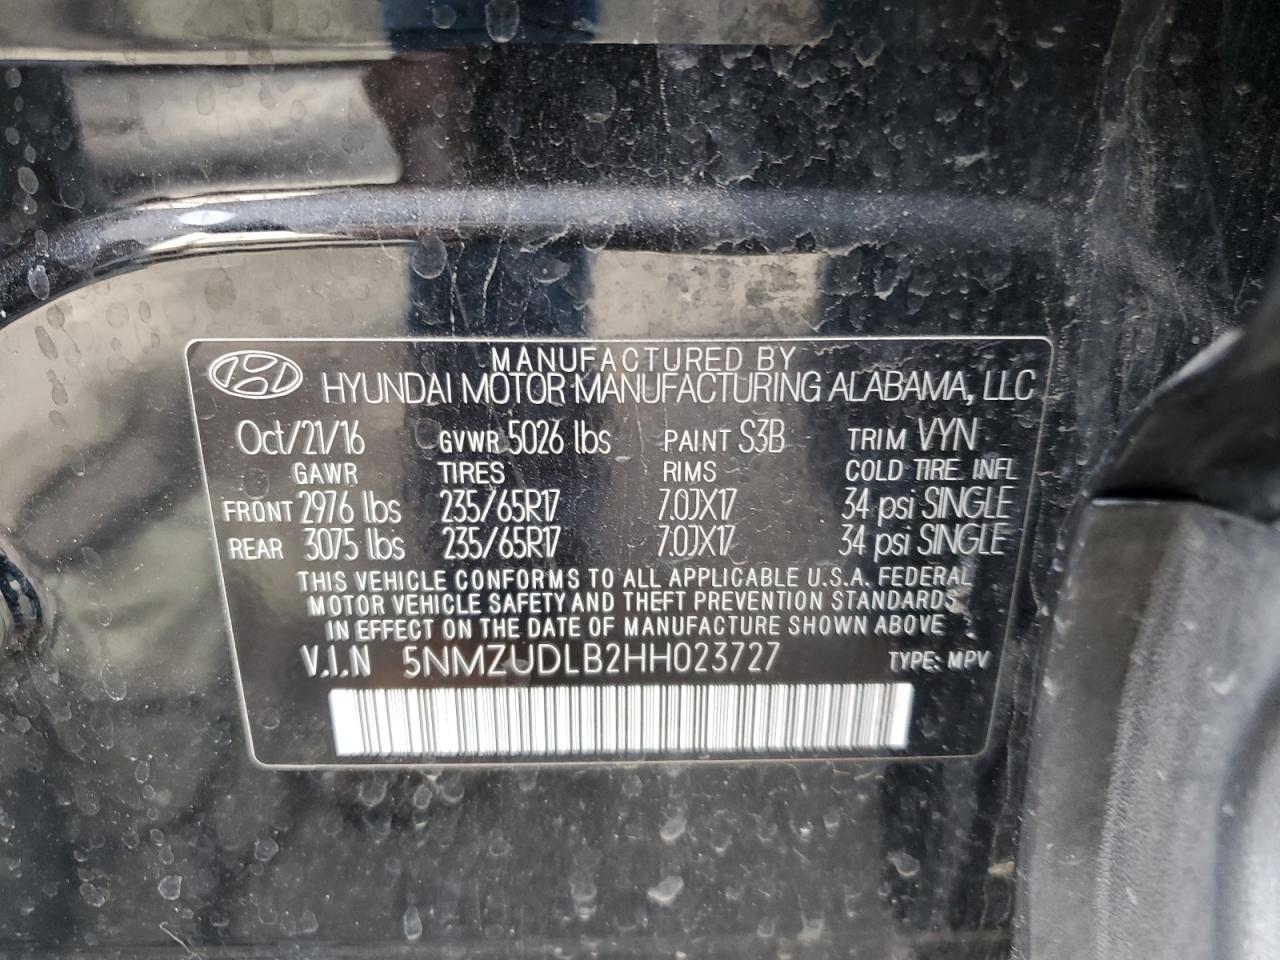 MANUFACTURED BY
HYUNDAI MOTOR MANUFACTURING ALABAMA, LLC
Oct/21/16 GVWR 5026 lbs PAINT S3B TRIM VYN
GAWR TIRES RIMS COLD TIRE INFL
FRONT 2976 lbs 235/65R17 7.0JX17 34 psi SINGLE
REAR 3075 lbs 235/65R17 7.0JX17 34 psi SINGLE
THIS VEHICLE CONFORMS TO ALL APPLICABLE U.S.A. FEDERAL
MOTOR VEHICLE SAFETY AND THEFT PREVENTION STANDARDS
IN EFFECT ON THE DATE OF MANUFACTURE SHOWN ABOVE
V.I.N 5NMZUDLB2HH023727 TYPE: MPV